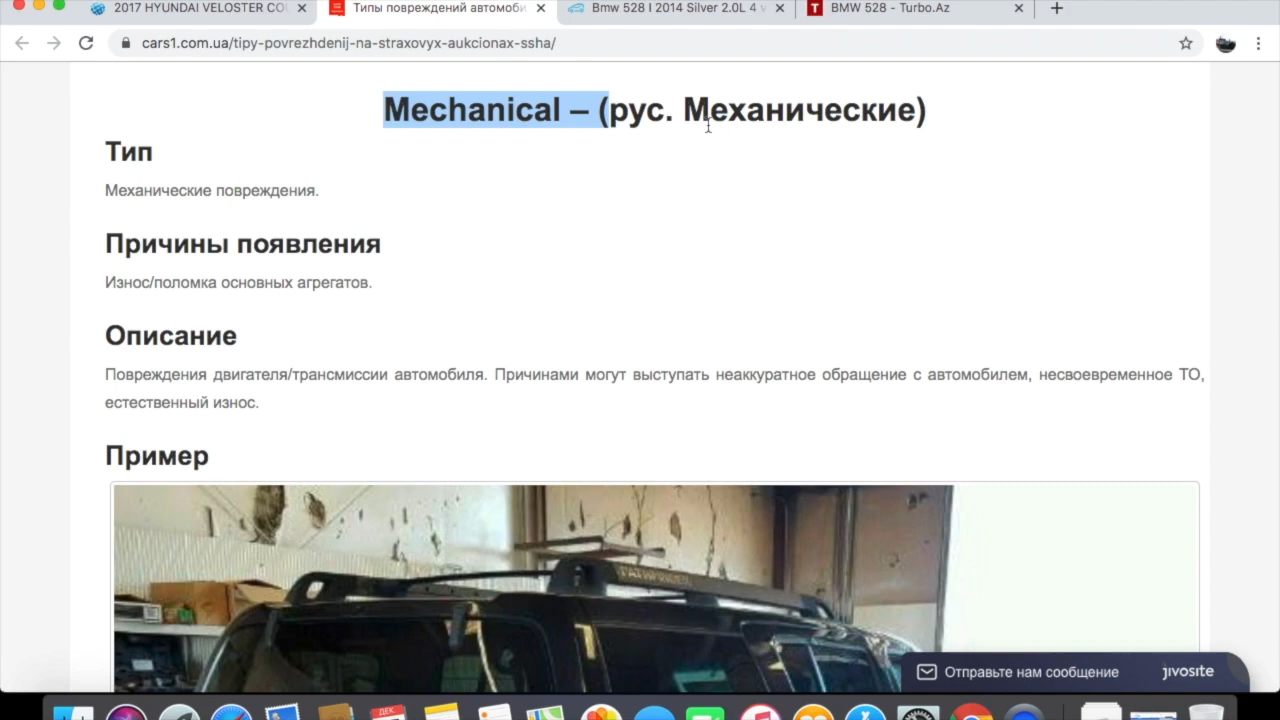 2017 HYUNDAI VELOSTER COU
Типы повреждений автомоби
Bmw 528 I 2014 Silver 2.0L 4 v
BMW 528 - Turbo.Az
cars1.com.ua/tipy-povrezhdenij-na-straxovyx-aukcionax-ssha/
Mechanical – (рус. Механические)
Тип
Механические повреждения.
Причины появления
Износ/поломка основных агрегатов.
Описание
Повреждения двигателя/трансмиссии автомобиля. Причинами могут выступать неаккуратное обращение с автомобилем, несвоевременное ТО,
естественный износ.
Пример
PATHFINDER
Отправьте нам сообщение
jivosite
ДЕК.